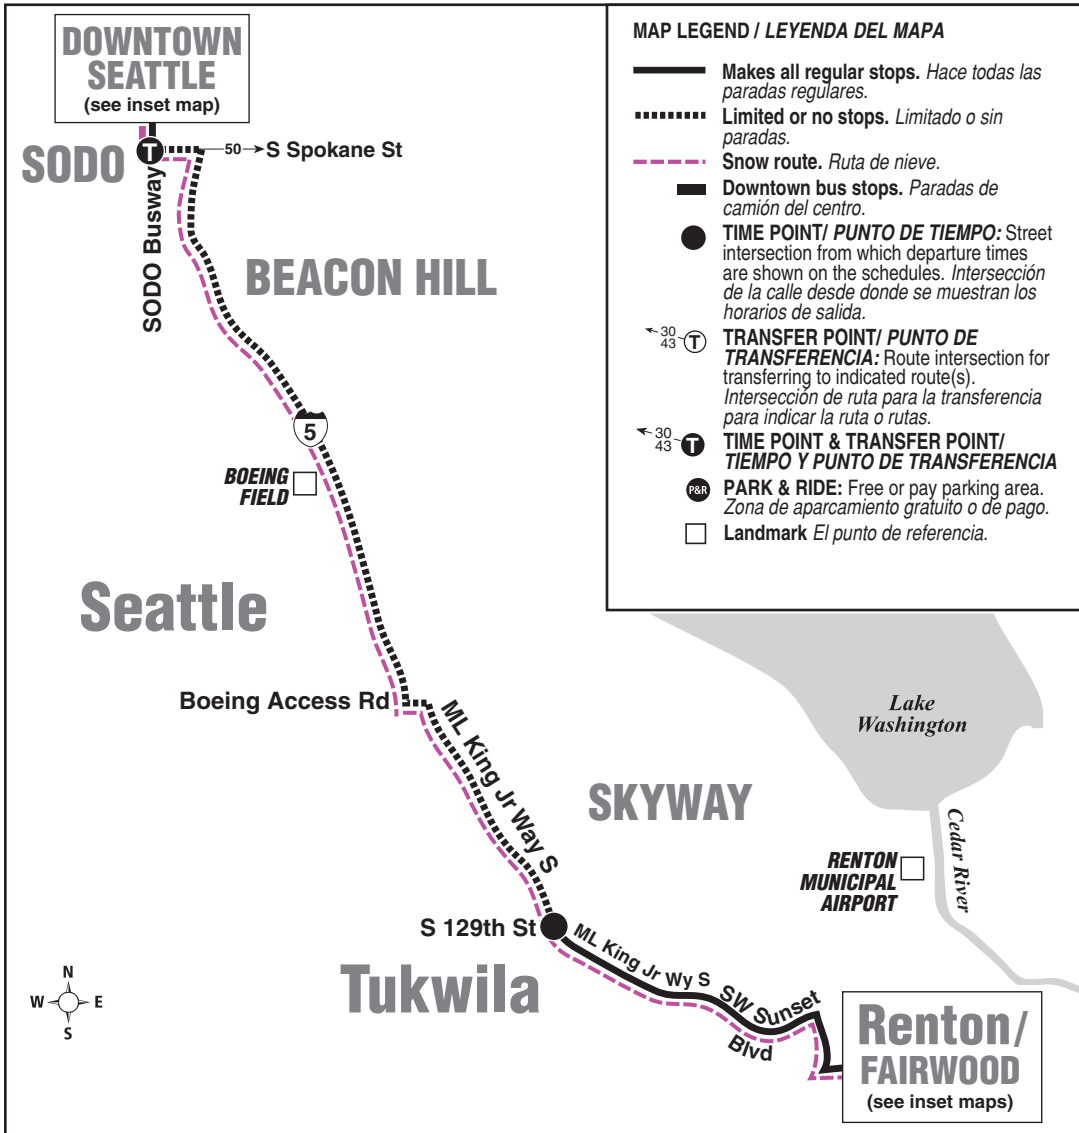 DOWNTOWN
SEATTLE
(see inset map)
SODO
T
50
S Spokane St
SODO Busway
BEACON HILL
5
BOEING
FIELD
Seattle
Boeing Access Rd
ML King Jr Way S
SKYWAY
Lake
Washington
Cedar River
RENTON
MUNICIPAL
AIRPORT
S 129th St
ML King Jr Wy S
SW Sunset
Blvd
Tukwila
N
W E
S
Renton/
FAIRWOOD
(see inset maps)
MAP LEGEND / LEYENDA DEL MAPA
Makes all regular stops. Hace todas las
paradas regulares.
Limited or no stops. Limitado o sin
paradas.
Snow route. Ruta de nieve.
Downtown bus stops. Paradas de
camión del centro.
TIME POINT/ PUNTO DE TIEMPO: Street
intersection from which departure times
are shown on the schedules. Intersección
de la calle desde donde se muestran los
horarios de salida.
30
43 T
TRANSFER POINT/ PUNTO DE
TRANSFERENCIA: Route intersection for
transferring to indicated route(s).
Intersección de ruta para la transferencia
para indicar la ruta o rutas.
30
43 T
TIME POINT & TRANSFER POINT/
TIEMPO Y PUNTO DE TRANSFERENCIA
P&R PARK & RIDE: Free or pay parking area.
Zona de aparcamiento gratuito o de pago.
Landmark El punto de referencia.